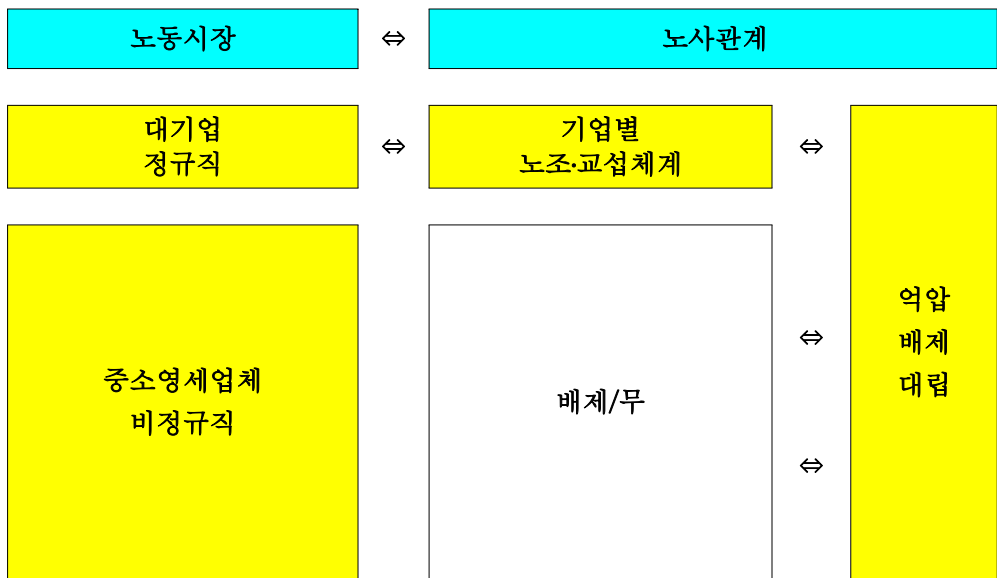 노동시장 ⇔ 노사관계
대기업
정규직
⇔
기업별
노조·교섭체계
⇔
억압
배제
대립
중소영세업체
비정규직
배제/무
⇔
⇔